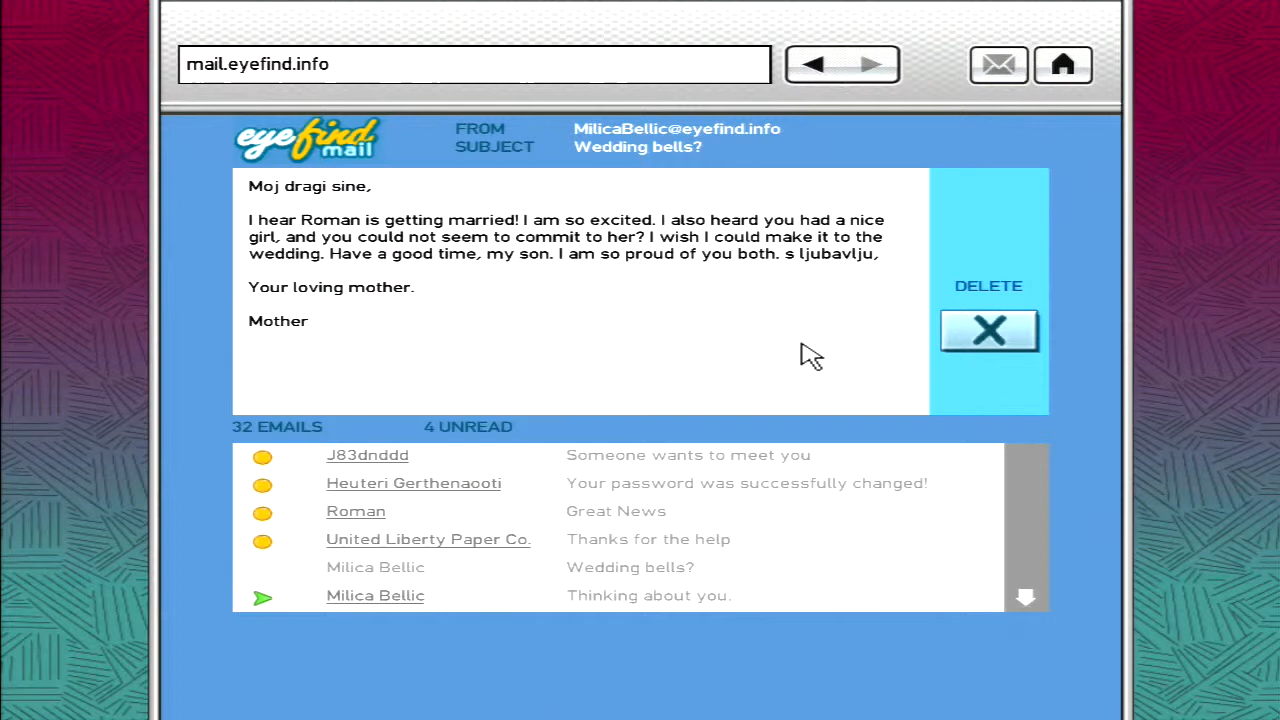 mail.eyefind.info
eyefind mail
FROM MilicaBellic@eyefind.info
SUBJECT Wedding bells?
Moj dragi sine,
I hear Roman is getting married! I am so excited. I also heard you had a nice
girl, and you could not seem to commit to her? I wish I could make it to the
wedding. Have a good time, my son. I am so proud of you both. s ljubavlju,
Your loving mother.
Mother
DELETE
32 EMAILS 4 UNREAD
J83dnddd Someone wants to meet you
Heuteri Gerthenaooti Your password was successfully changed!
Roman Great News
United Liberty Paper Co. Thanks for the help
Milica Bellic Wedding bells?
Milica Bellic Thinking about you.